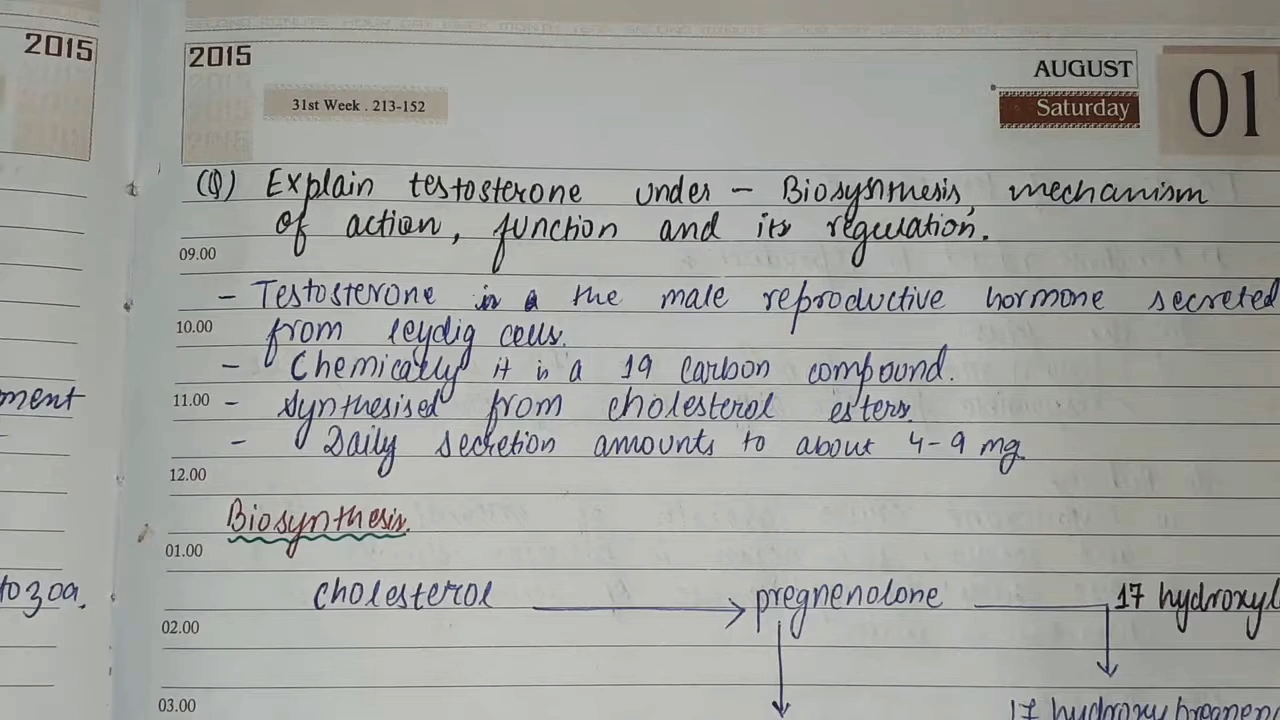 2015
2015
31st Week . 213-152
AUGUST
Saturday
01
(Q) Explain testosterone under - Biosynthesis, mechanism
of action, function and its regulation.
09.00
- Testosterone is a the male reproductive hormone secreted
10.00
from leydig cells.
- Chemically it is a 19 carbon compound.
11.00
- synthesised from cholesterol esters.
- Daily secretion amounts to about 4-9 mg
12.00
ment
Biosynthesis.
01.00
tozoa.
cholesterol → pregnenolone 17 hydroxyl
02.00
03.00
17 hydroxy pregnen